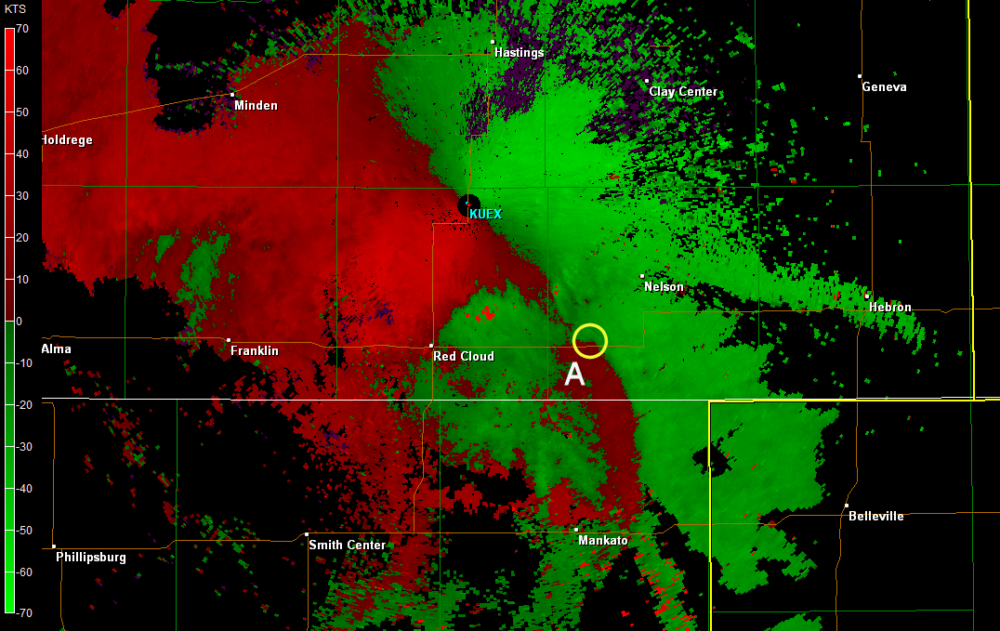 KTS
70
60
50
40
30
20
10
0
-10
-20
-30
-40
-50
-60
-70
Hastings
Clay Center
Geneva
Minden
Holdrege
KUEX
Nelson
Hebron
Alma
Franklin
Red Cloud
A
Belleville
Mankato
Smith Center
Phillipsburg